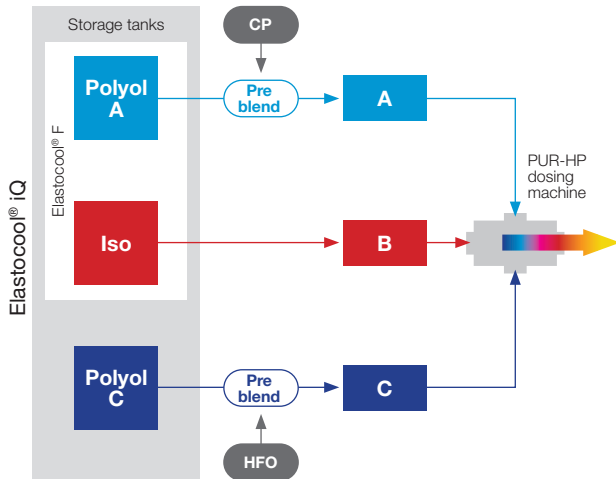 Storage tanks
CP
Elastocool® iQ
Elastocool® F
Polyol
A
Pre
blend
A
PUR-HP
dosing
machine
Iso
B
Polyol
C
Pre
blend
C
HFO